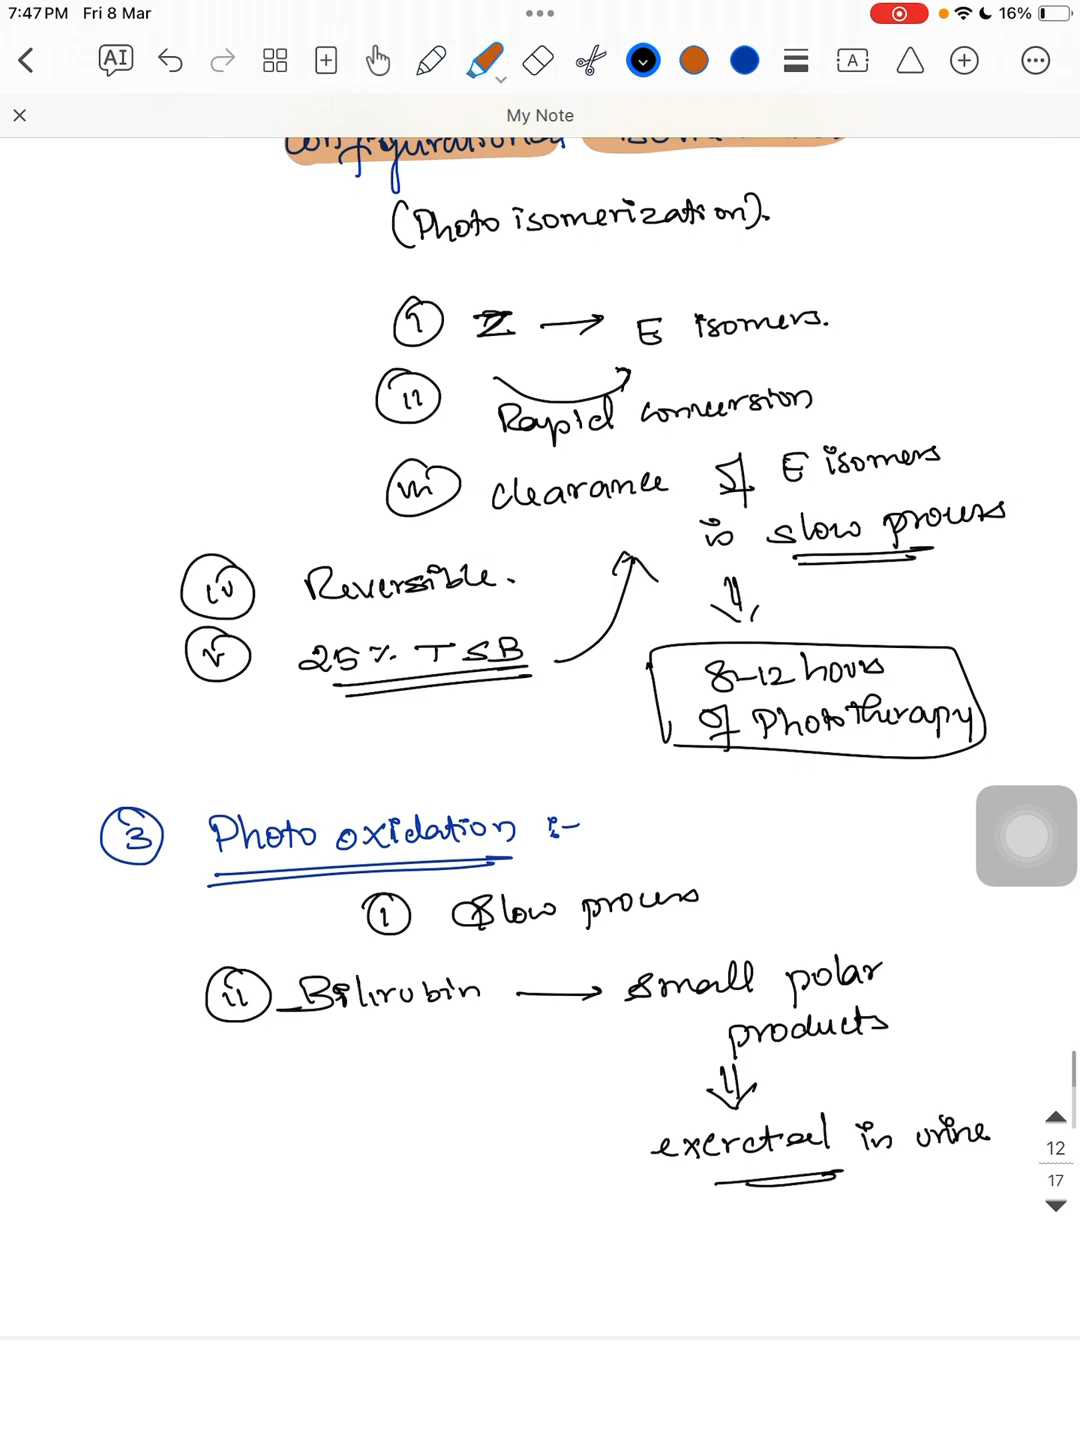 7:47 PM Fri 8 Mar
16%
AI
A
My Note
configurational
(Photo isomerization).
i Z → E isomers.
ii Rapid conversion
iii clearance of E isomers
is slow process
iv Reversible.
v 25% TSB
8-12 hours
of Phototherapy
3 Photo oxidation :-
i Slow process
ii Bilirubin → small polar
products
⇓
excreted in urine
12
17